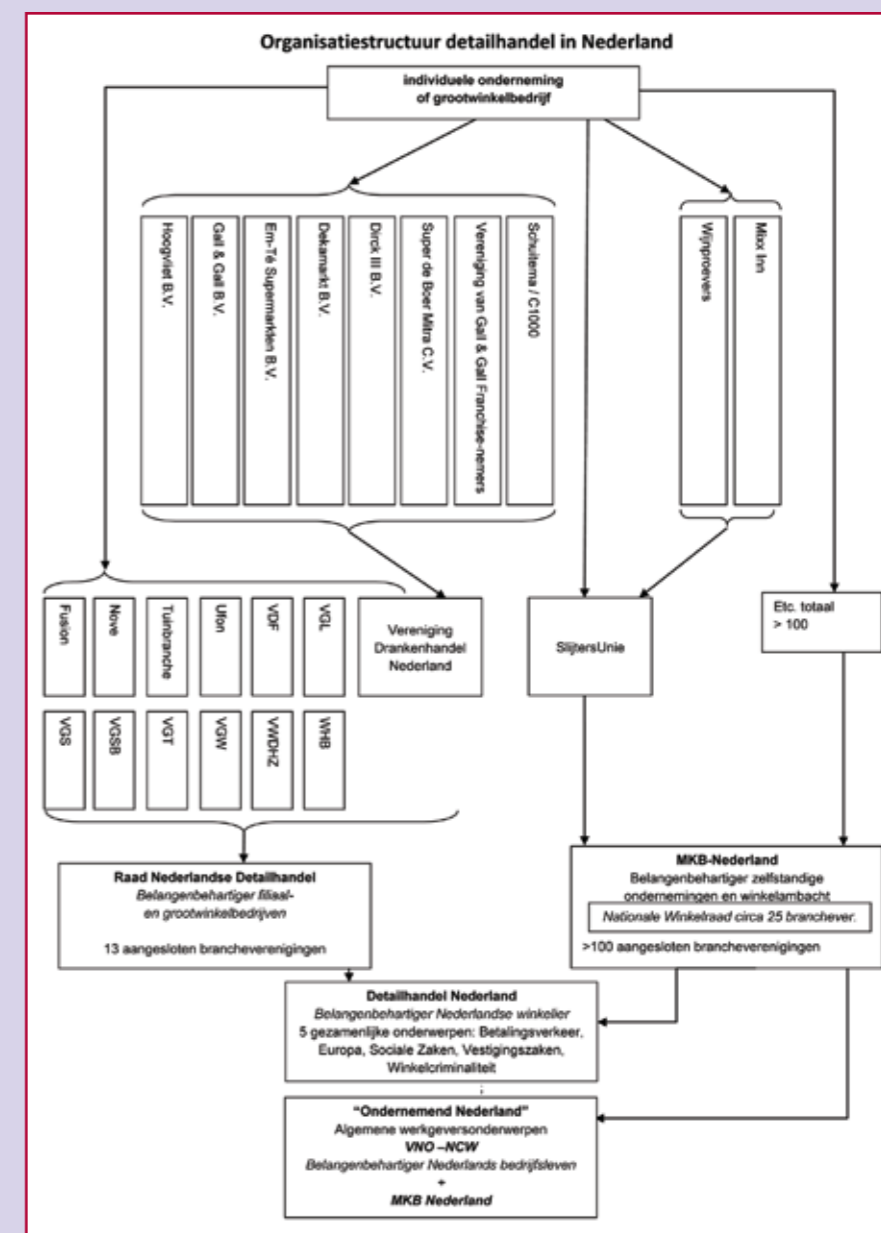 Organisatiestructuur detailhandel in Nederland
individuele onderneming
of grootwinkelbedrijf
Hoogvliet B.V.
Gall & Gall B.V.
Em-Té Supermarkten B.V.
Dekamarkt B.V.
Dirck III B.V.
Super de Boer Mitra C.V.
Vereniging van Gall & Gall Franchise-nemers
Schuitema / C1000
Wijnproevers
Mixx Inn
Fusion
Nove
Tuinbranche
Ufon
VDF
VGL
Vereniging
Drankenhandel
Nederland
SlijtersUnie
Etc. totaal
> 100
VGS
VGSB
VGT
VGW
VWDHZ
WHB
Raad Nederlandse Detailhandel
Belangenbehartiger filiaal-
en grootwinkelbedrijven
13 aangesloten brancheverenigingen
MKB-Nederland
Belangenbehartiger zelfstandige
ondernemingen en winkelambacht
Nationale Winkelraad circa 25 branchever.
>100 aangesloten brancheverenigingen
Detailhandel Nederland
Belangenbehartiger Nederlandse winkelier
5 gezamenlijke onderwerpen: Betalingsverkeer,
Europa, Sociale Zaken, Vestigingszaken,
Winkelcriminaliteit
“Ondernemend Nederland”
Algemene werkgeversonderwerpen
VNO –NCW
Belangenbehartiger Nederlands bedrijfsleven
+
MKB Nederland